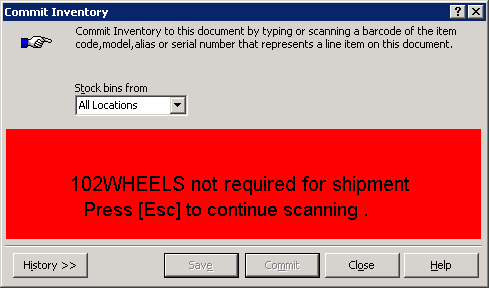 Commit Inventory
Commit Inventory to this document by typing or scanning a barcode of the item
code,model,alias or serial number that represents a line item on this document.
Stock bins from
All Locations
102WHEELS not required for shipment
Press [Esc] to continue scanning .
History >> Save Commit Close Help